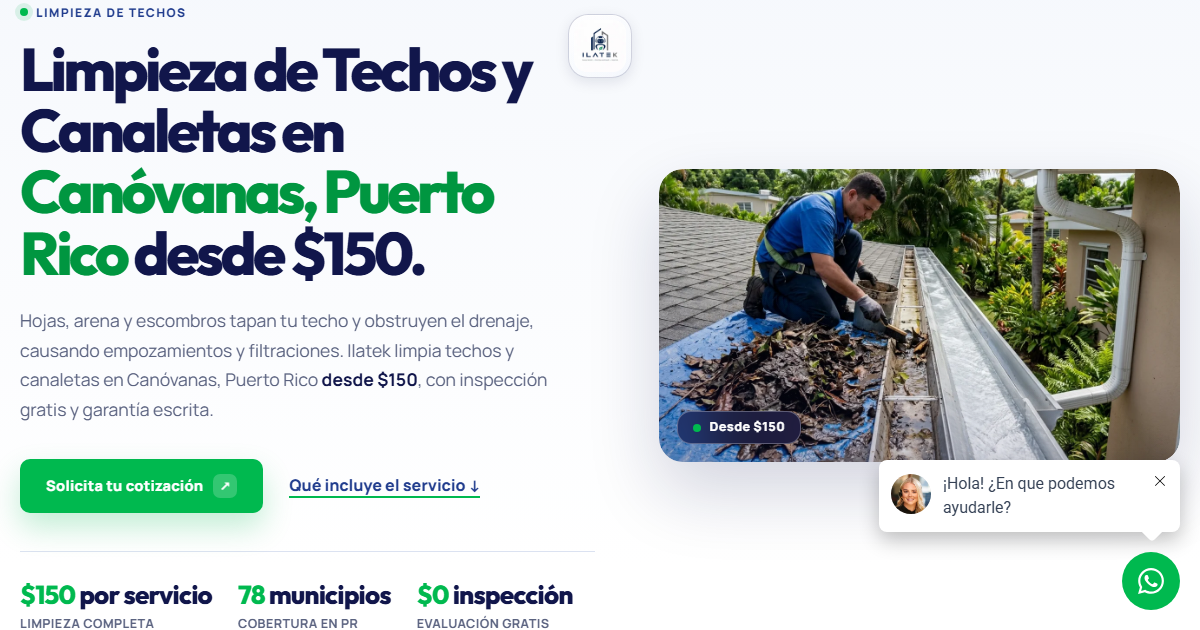 LIMPIEZA DE TECHOS
ILATEK
Limpieza de Techos y
Canaletas en
Canóvanas, Puerto
Rico desde $150.
Hojas, arena y escombros tapan tu techo y obstruyen el drenaje,
causando empozamientos y filtraciones. Ilatek limpia techos y
canaletas en Canóvanas, Puerto Rico desde $150, con inspección
gratis y garantía escrita.
Solicita tu cotización ↗
Qué incluye el servicio ↓
Desde $150
¡Hola! ¿En que podemos
ayudarle?
$150 por servicio
LIMPIEZA COMPLETA
78 municipios
COBERTURA EN PR
$0 inspección
EVALUACIÓN GRATIS